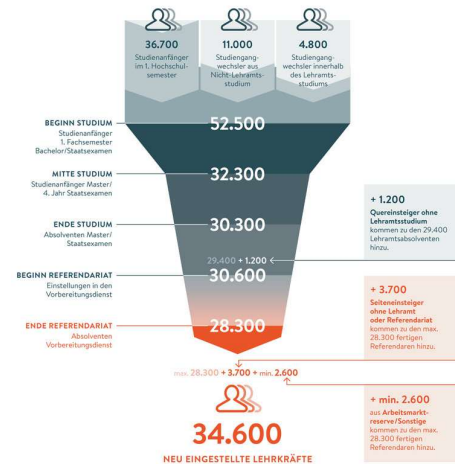 36.700
Studienanfänger
im 1. Hochschul-
semester
11.000
Studiengang-
wechsler aus
Nicht-Lehramts-
studium
4.800
Studiengang-
wechsler innerhalb
des Lehramts-
studiums
BEGINN STUDIUM
Studienanfänger
1. Fachsemester
Bachelor/Staatsexamen
52.500
MITTE STUDIUM
Studienanfänger Master/
4. Jahr Staatsexamen
32.300
ENDE STUDIUM
Absolventen Master/
Staatsexamen
30.300
29.400 + 1.200
BEGINN REFERENDARIAT
Einstellungen in den
Vorbereitungsdienst
30.600
ENDE REFERENDARIAT
Absolventen
Vorbereitungsdienst
28.300
+ 1.200
Quereinsteiger ohne
Lehramtsstudium
kommen zu den 29.400
Lehramtsabsolventen
hinzu.
+ 3.700
Seiteneinsteiger
ohne Lehramt
oder Referendariat
kommen zu den max.
28.300 fertigen
Referendaren hinzu.
+ min. 2.600
aus Arbeitsmarkt-
reserve/Sonstige
kommen zu den max.
28.300 fertigen
Referendaren hinzu.
max. 28.300 + 3.700 + min. 2.600
34.600
NEU EINGESTELLTE LEHRKRÄFTE